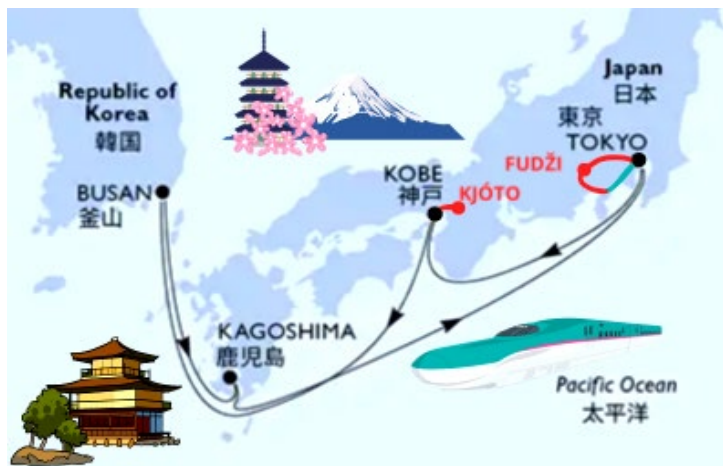 Republic of
Korea
韓国
BUSAN
釜山
Japan
日本
東京
TOKYO
FUDŽI
KOBE
神戸
KJÓTO
KAGOSHIMA
鹿児島
Pacific Ocean
太平洋